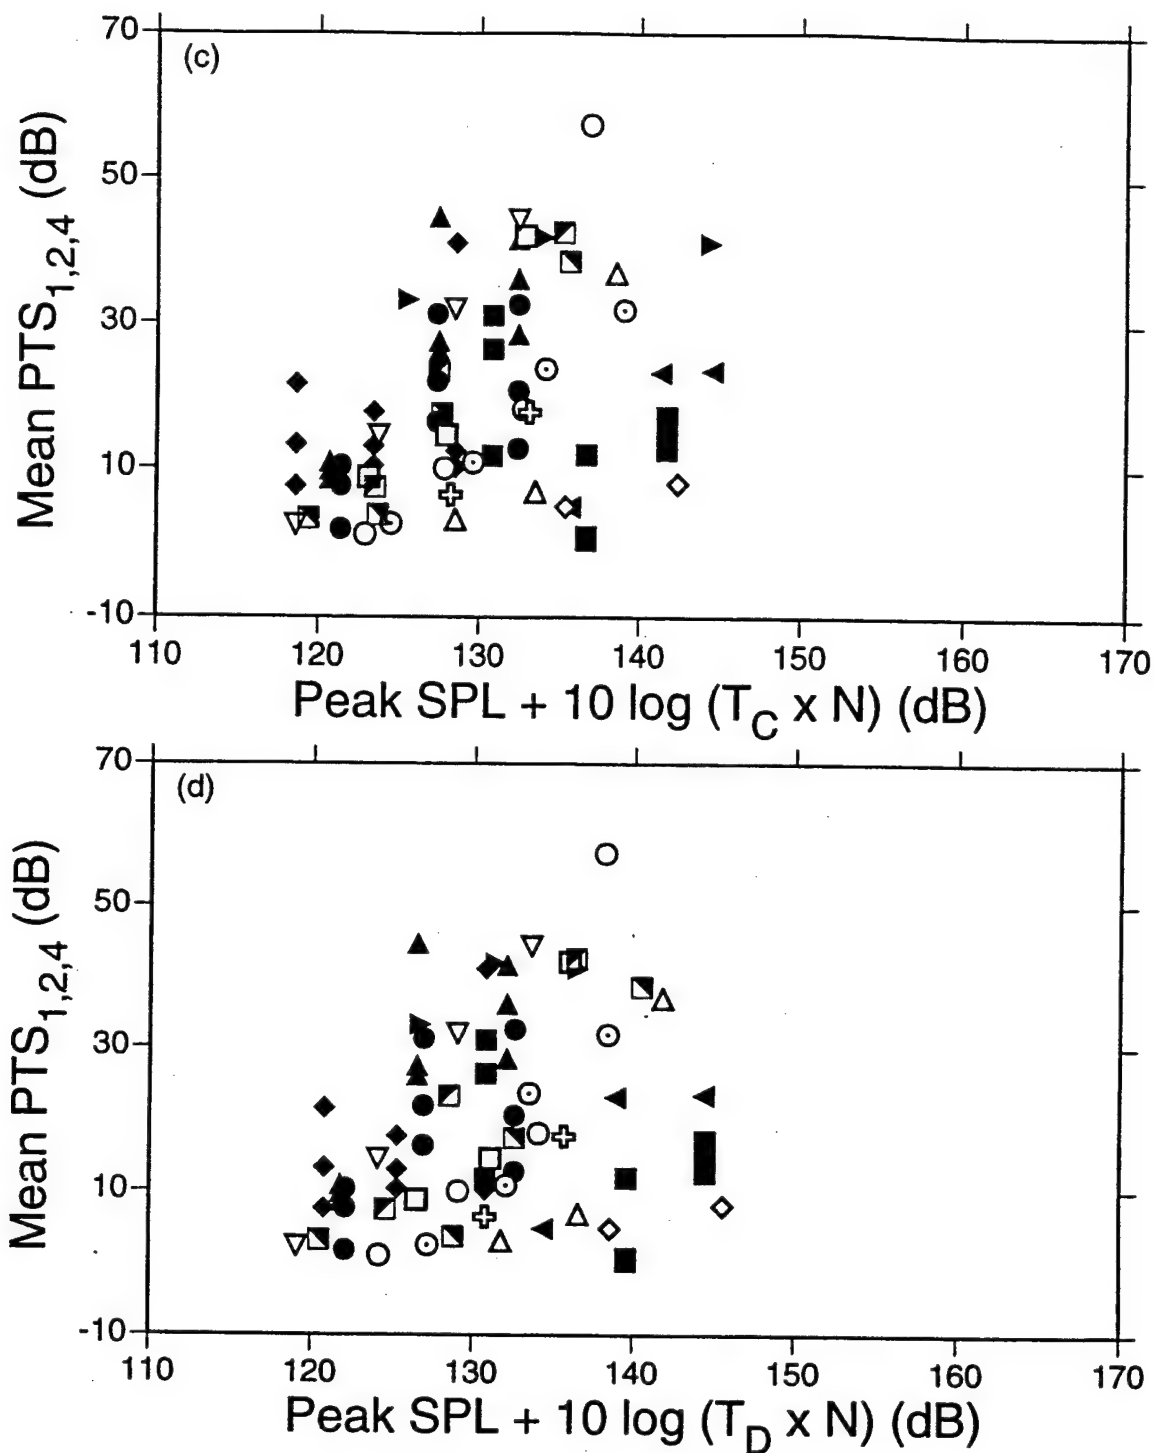 70
(c)
50
30
10
-10
Mean PTS1,2,4 (dB)
110 120 130 140 150 160 170
Peak SPL + 10 log (TC x N) (dB)
70
(d)
50
30
10
-10
Mean PTS1,2,4 (dB)
110 120 130 140 150 160 170
Peak SPL + 10 log (TD x N) (dB)